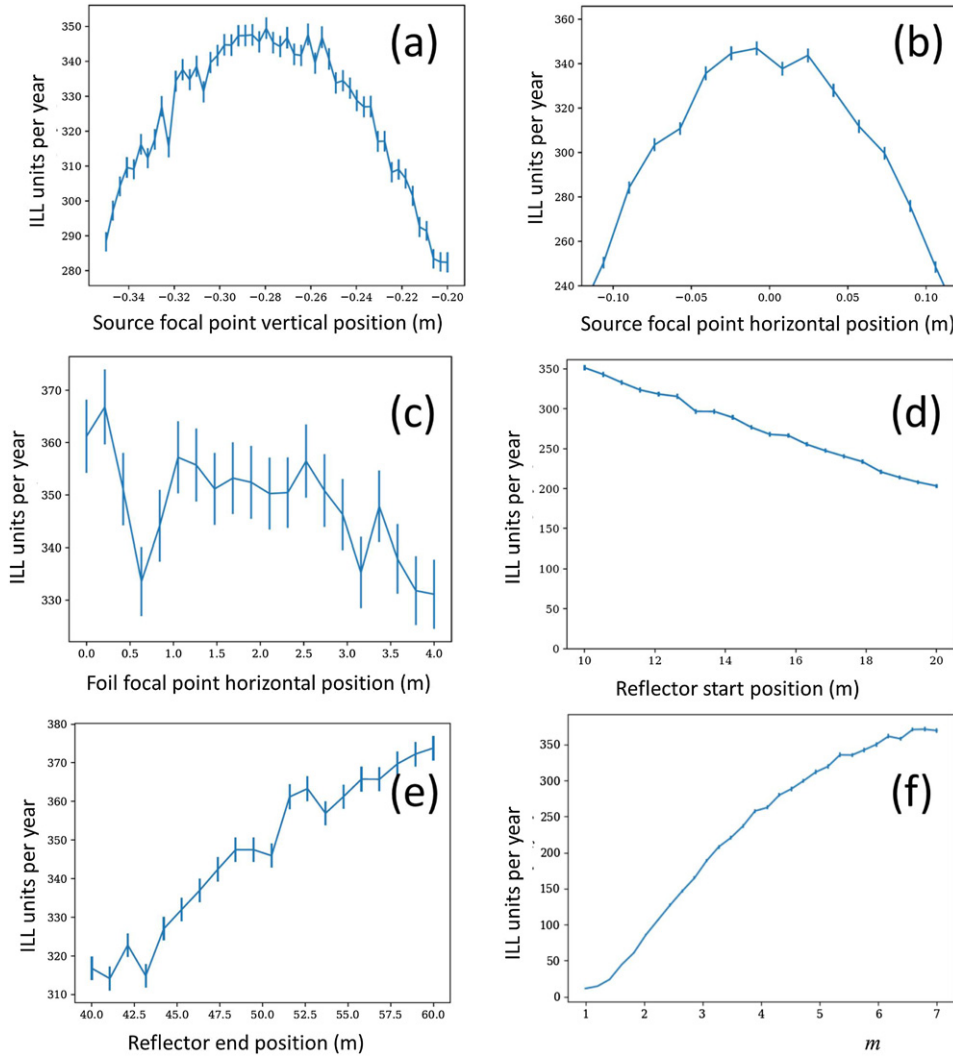 (a)
ILL units per year
350
340
330
320
310
300
290
280
−0.34 −0.32 −0.30 −0.28 −0.26 −0.24 −0.22 −0.20
Source focal point vertical position (m)
(b)
ILL units per year
360
340
320
300
280
260
240
−0.10 −0.05 0.00 0.05 0.10
Source focal point horizontal position (m)
(c)
ILL units per year
370
360
350
340
330
0.0 0.5 1.0 1.5 2.0 2.5 3.0 3.5 4.0
Foil focal point horizontal position (m)
(d)
ILL units per year
350
300
250
200
150
100
50
0
10 12 14 16 18 20
Reflector start position (m)
(e)
ILL units per year
380
370
360
350
340
330
320
310
40.0 42.5 45.0 47.5 50.0 52.5 55.0 57.5 60.0
Reflector end position (m)
(f)
ILL units per year
350
300
250
200
150
100
50
0
1 2 3 4 5 6 7
m